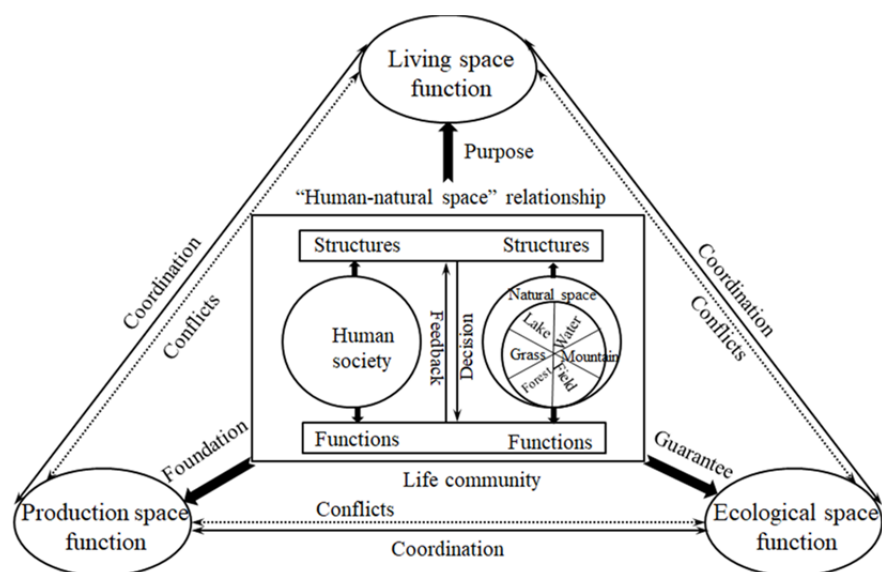 Living space
function
Purpose
"Human-natural space" relationship
Coordination
Conflicts
Coordination
Conflicts
Structures
Structures
Human
society
Feedback
Decision
Natural space
Lake
Water
Grass
Mountain
Forest
Field
Functions
Functions
Foundation
Guarantee
Life community
Production space
function
Conflicts
Coordination
Ecological space
function